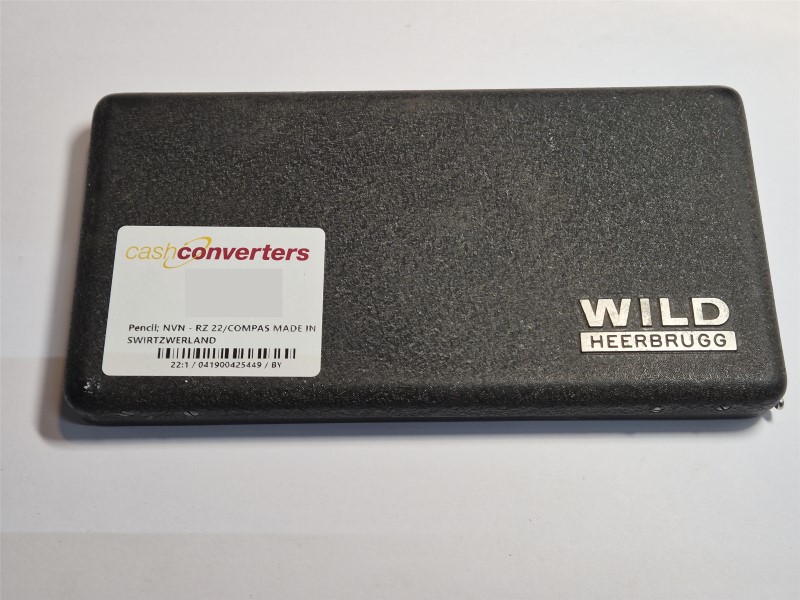 cashconverters
Pencil; NVN - RZ 22/COMPAS MADE IN
SWIRTZWERLAND
22:1 / 041900425449 / BY
WILD
HEERBRUGG